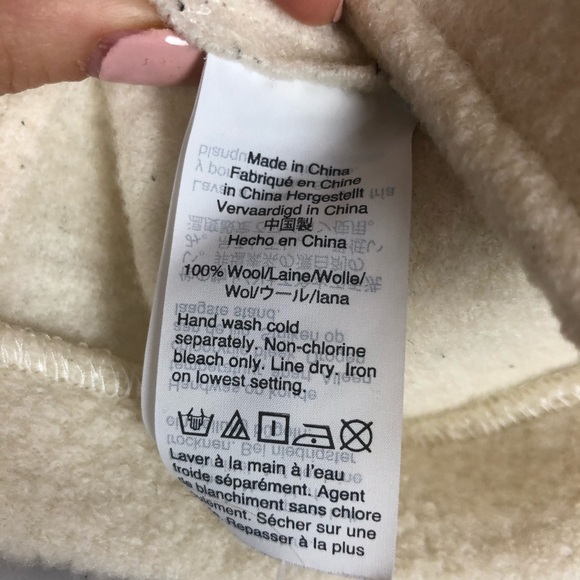 Made in China
Fabriqué en Chine
in China Hergestellt
Vervaardigd in China
中国製
Hecho en China
100% Wool/Laine/Wolle/
Wol/ウール/lana
Hand wash cold
separately. Non-chlorine
bleach only. Line dry. Iron
on lowest setting.
Laver à la main à l'eau
froide séparément. Agent
de blanchiment sans chlore
Sécher sur une
Repasser à la plus